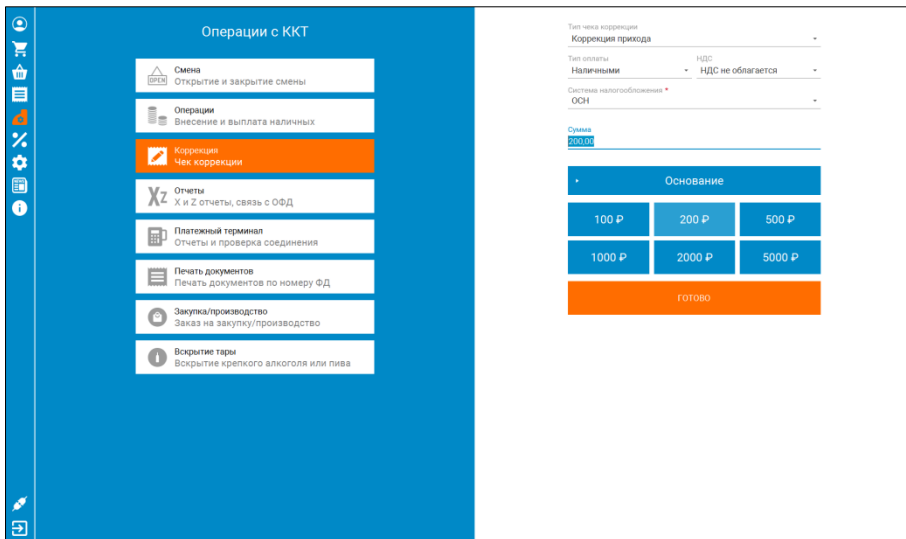 Операции с ККТ
OPEN
Смена
Открытие и закрытие смены
Операции
Внесение и выплата наличных
Коррекция
Чек коррекции
XZ
Отчеты
X и Z отчеты, связь с ОФД
Платежный терминал
Отчеты и проверка соединения
Печать документов
Печать документов по номеру ФД
Закупка/производство
Заказ на закупку/производство
Вскрытие тары
Вскрытие крепкого алкоголя или пива
Тип чека коррекции
Коррекция прихода
Тип оплаты НДС
Наличными НДС не облагается
Система налогообложения *
ОСН
Сумма
200,00
Основание
100 ₽ 200 ₽ 500 ₽
1000 ₽ 2000 ₽ 5000 ₽
ГОТОВО